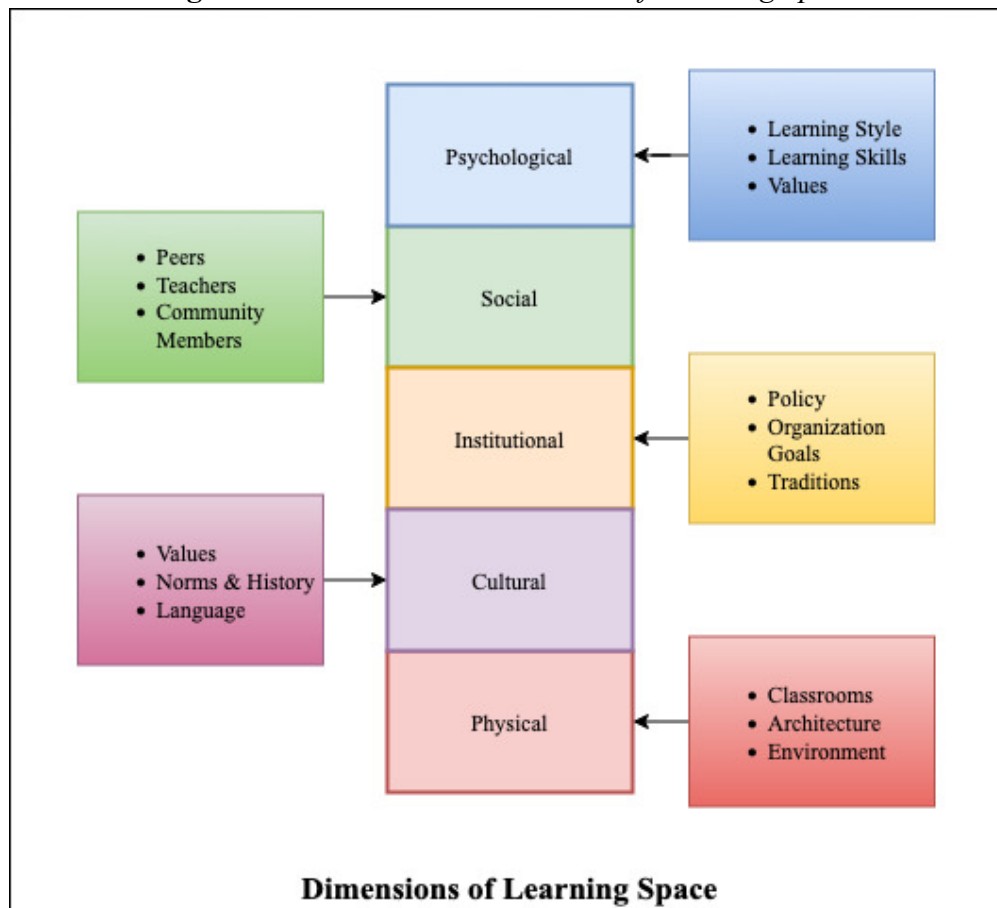 Psychological
• Learning Style
• Learning Skills
• Values
• Peers
• Teachers
• Community
Members
Social
Institutional
• Policy
• Organization
Goals
• Traditions
• Values
• Norms & History
• Language
Cultural
Physical
• Classrooms
• Architecture
• Environment
Dimensions of Learning Space